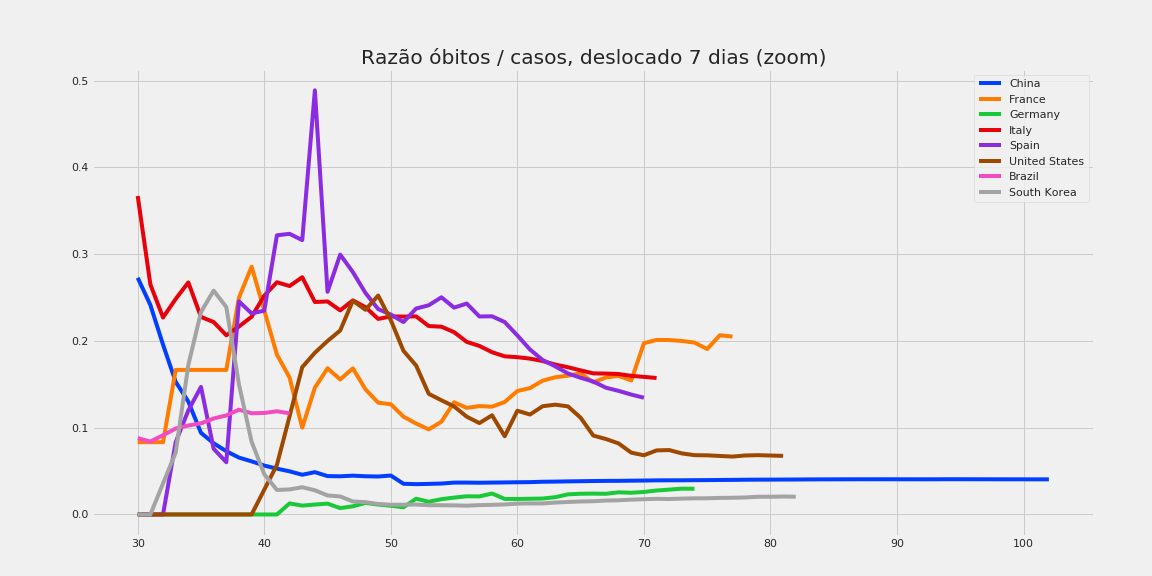 Razão óbitos / casos, deslocado 7 dias (zoom)
0.5
0.4
0.3
0.2
0.1
0.0
30 40 50 60 70 80 90 100
China
France
Germany
Italy
Spain
United States
Brazil
South Korea